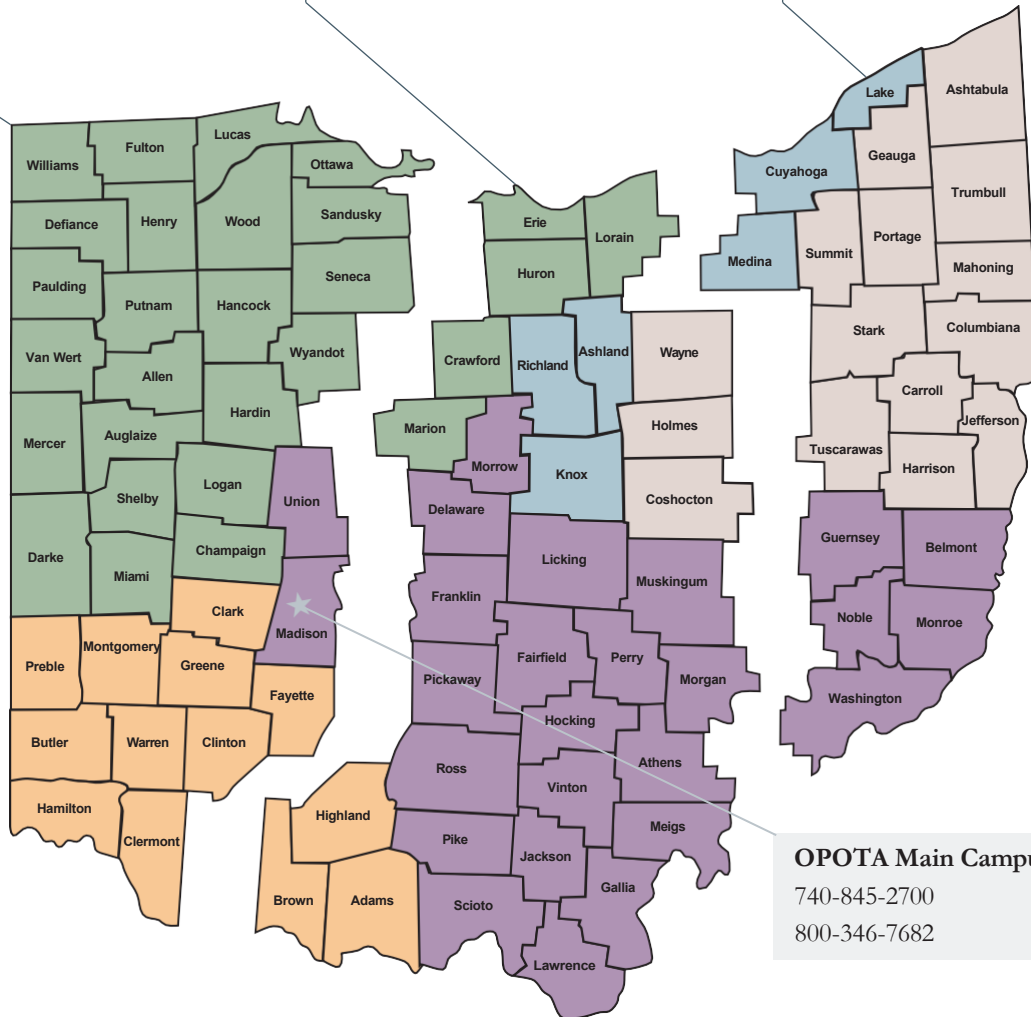 Williams
Fulton
Lucas
Ottawa
Defiance
Henry
Wood
Sandusky
Paulding
Putnam
Hancock
Seneca
Van Wert
Allen
Wyandot
Mercer
Auglaize
Hardin
Shelby
Logan
Union
Darke
Miami
Champaign
Clark
Madison
Preble
Montgomery
Greene
Fayette
Butler
Warren
Clinton
Hamilton
Clermont
Erie
Lorain
Huron
Crawford
Richland
Ashland
Wayne
Marion
Morrow
Knox
Holmes
Coshocton
Delaware
Licking
Muskingum
Franklin
Fairfield
Perry
Morgan
Pickaway
Hocking
Athens
Ross
Vinton
Meigs
Highland
Pike
Jackson
Gallia
Brown
Adams
Scioto
Lawrence
Lake
Ashtabula
Geauga
Cuyahoga
Trumbull
Medina
Summit
Portage
Mahoning
Stark
Columbiana
Carroll
Jefferson
Tuscarawas
Harrison
Guernsey
Belmont
Noble
Monroe
Washington
OPOTA Main Campu
740-845-2700
800-346-7682